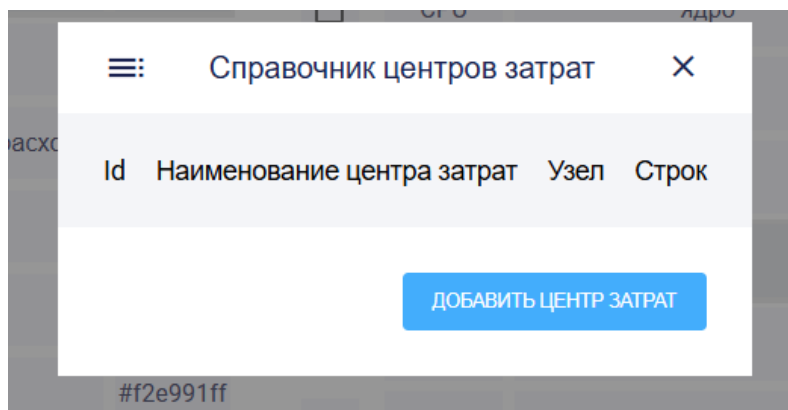 Справочник центров затрат
Id Наименование центра затрат Узел Строк
ДОБАВИТЬ ЦЕНТР ЗАТРАТ
#f2e991ff